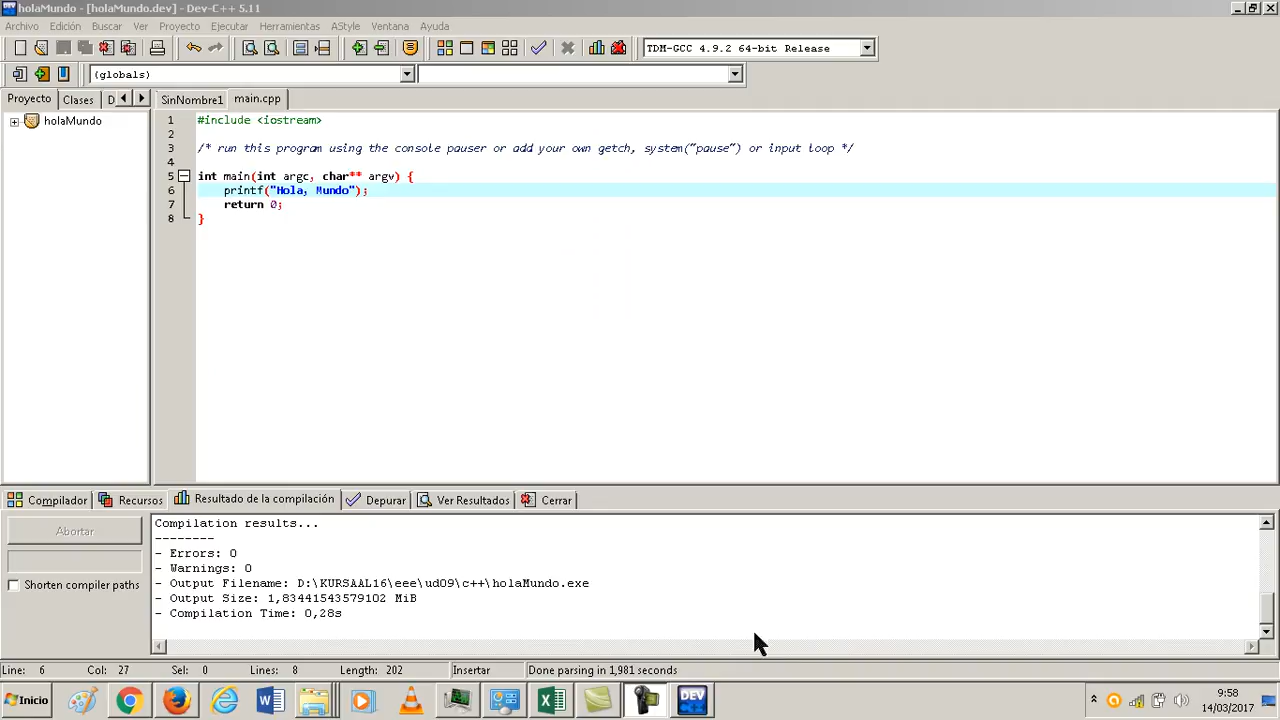 holaMundo - [holaMundo.dev] - Dev-C++ 5.11
Archivo Edición Buscar Ver Proyecto Ejecutar Herramientas AStyle Ventana Ayuda
TDM-GCC 4.9.2 64-bit Release
(globals)
Proyecto Clases D SinNombre1 main.cpp
holaMundo
1 #include <iostream>
2
3 /* run this program using the console pauser or add your own getch, system("pause") or input loop */
4
5 int main(int argc, char** argv) {
6 printf("Hola, Mundo");
7 return 0;
8 }
Compilador Recursos Resultado de la compilación Depurar Ver Resultados Cerrar
Abortar
Shorten compiler paths
Compilation results...
--------
- Errors: 0
- Warnings: 0
- Output Filename: D:\KURSAAL16\eee\ud09\c++\holaMundo.exe
- Output Size: 1,83441543579102 MiB
- Compilation Time: 0,28s
Line: 6 Col: 27 Sel: 0 Lines: 8 Length: 202 Insertar Done parsing in 1,981 seconds
Inicio
DEV
9:58
14/03/2017